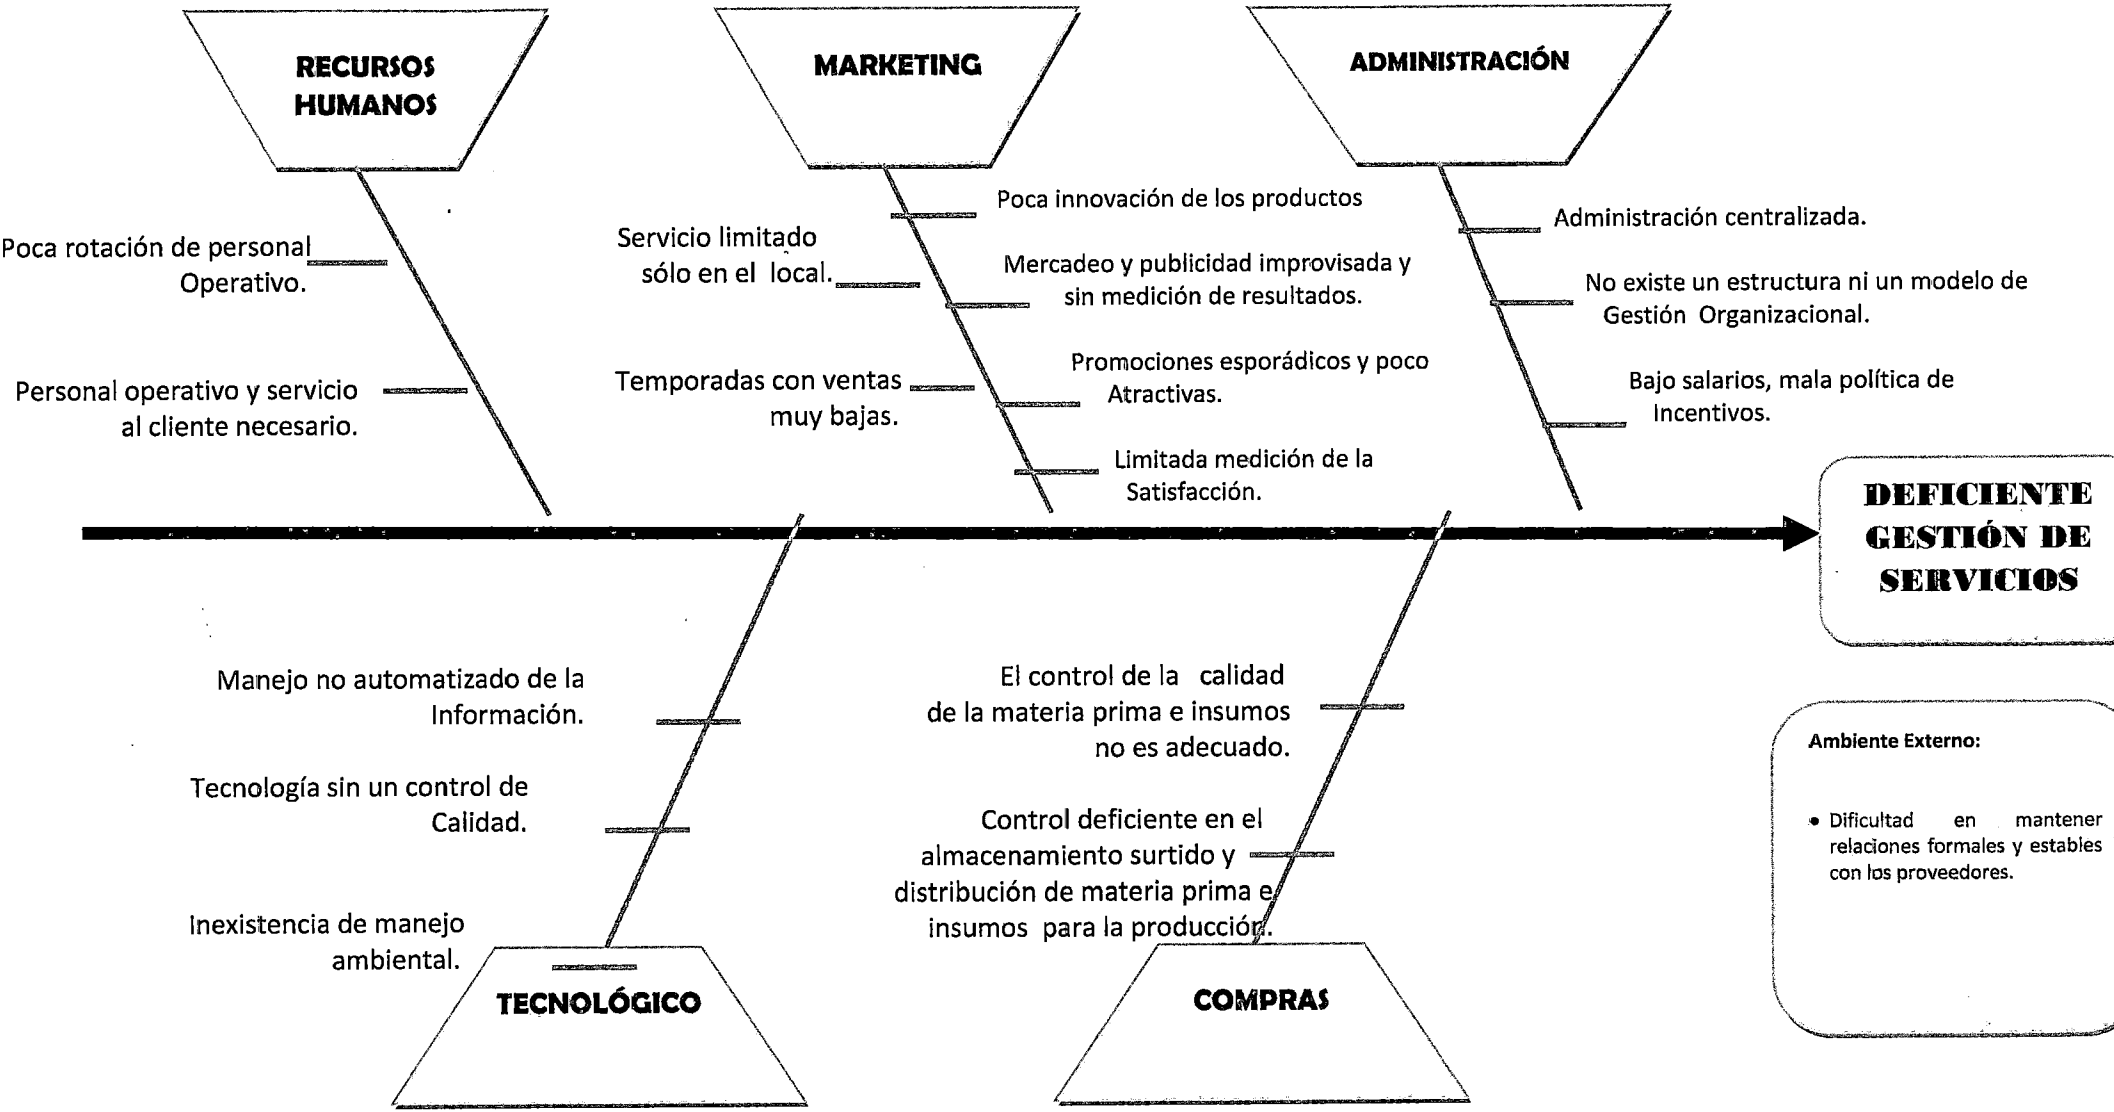 RECURSOS
HUMANOS
MARKETING
ADMINISTRACIÓN
Poca rotación de personal
Operativo.
Personal operativo y servicio
al cliente necesario.
Servicio limitado
sólo en el local.
Temporadas con ventas
muy bajas.
Poca innovación de los productos
Mercadeo y publicidad improvisada y
sin medición de resultados.
Promociones esporádicos y poco
Atractivas.
Limitada medición de la
Satisfacción.
Administración centralizada.
No existe un estructura ni un modelo de
Gestión Organizacional.
Bajo salarios, mala política de
Incentivos.
DEFICIENTE
GESTIÓN DE
SERVICIOS
Manejo no automatizado de la
Información.
Tecnología sin un control de
Calidad.
Inexistencia de manejo
ambiental.
TECNOLÓGICO
El control de la calidad
de la materia prima e insumos
no es adecuado.
Control deficiente en el
almacenamiento surtido y
distribución de materia prima e
insumos para la producción.
COMPRAS
Ambiente Externo:
• Dificultad en mantener
relaciones formales y estables
con los proveedores.